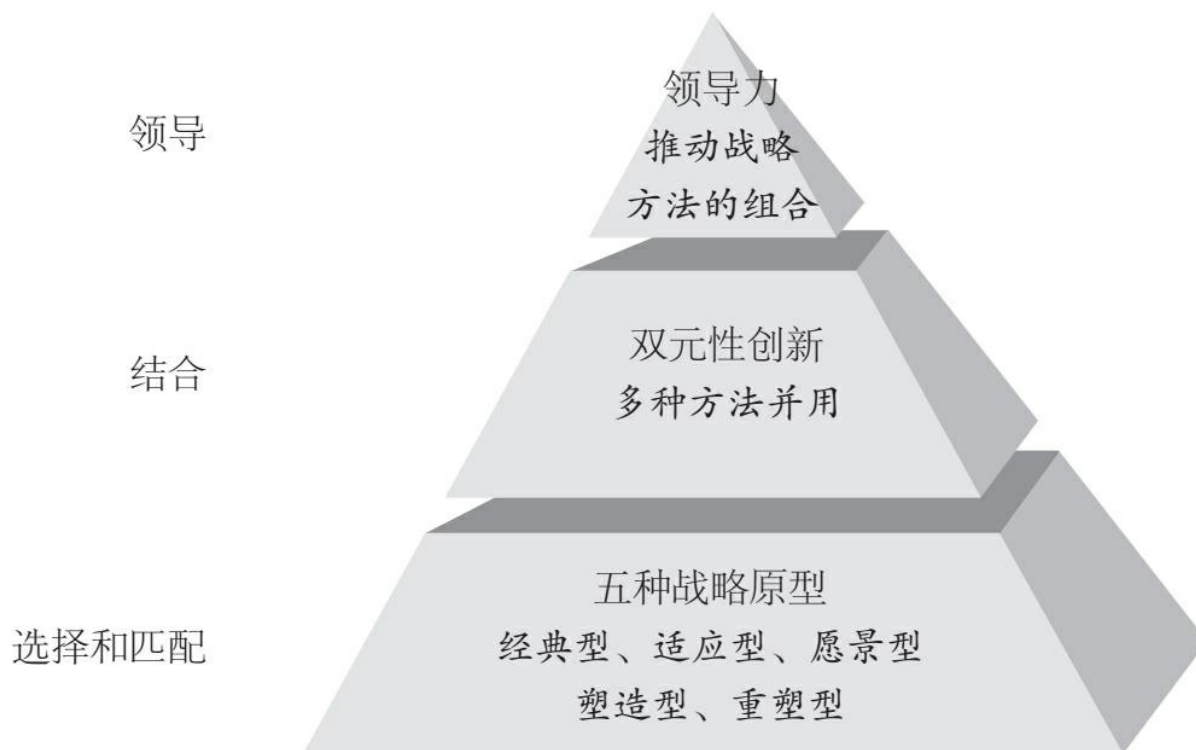 领导
领导力
推动战略
方法的组合
结合
双元性创新
多种方法并用
选择和匹配
五种战略原型
经典型、适应型、愿景型
塑造型、重塑型